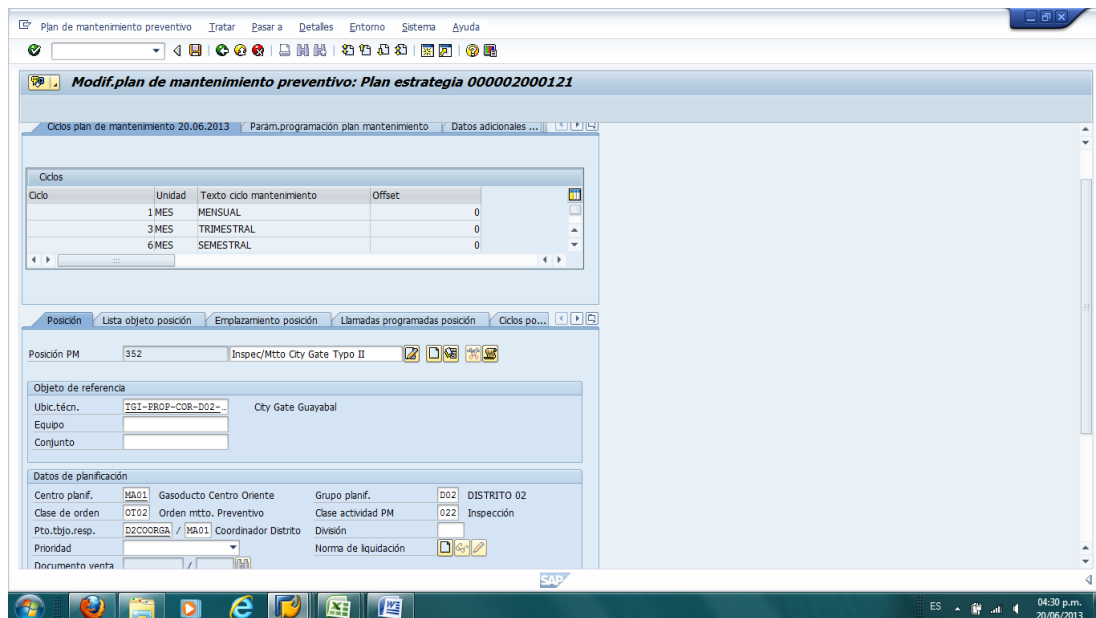 Plan de mantenimiento preventivo Tratar Pasar a Detalles Entorno Sistema Ayuda
Modif.plan de mantenimiento preventivo: Plan estrategia 000002000121
Ciclos plan de mantenimiento 20.06.2013 Parám.programación plan mantenimiento Datos adicionales ...
Ciclos
Ciclo Unidad Texto ciclo mantenimiento Offset
1 MES MENSUAL 0
3 MES TRIMESTRAL 0
6 MES SEMESTRAL 0
Posición Lista objeto posición Emplazamiento posición Llamadas programadas posición Ciclos po...
Posición PM 352 Inspec/Mtto City Gate Typo II
Objeto de referencia
Ubic.técn. TGI-PROP-COR-D02-… City Gate Guayabal
Equipo
Conjunto
Datos de planificación
Centro planif. MA01 Gasoducto Centro Oriente Grupo planif. D02 DISTRITO 02
Clase de orden OT02 Orden mtto. Preventivo Clase actividad PM 022 Inspección
Pto.tbjo.resp. D2COORGA / MA01 Coordinador Distrito División
Prioridad Norma de liquidación
Documento venta /
SAP
ES 04:30 p.m.
20/06/2013